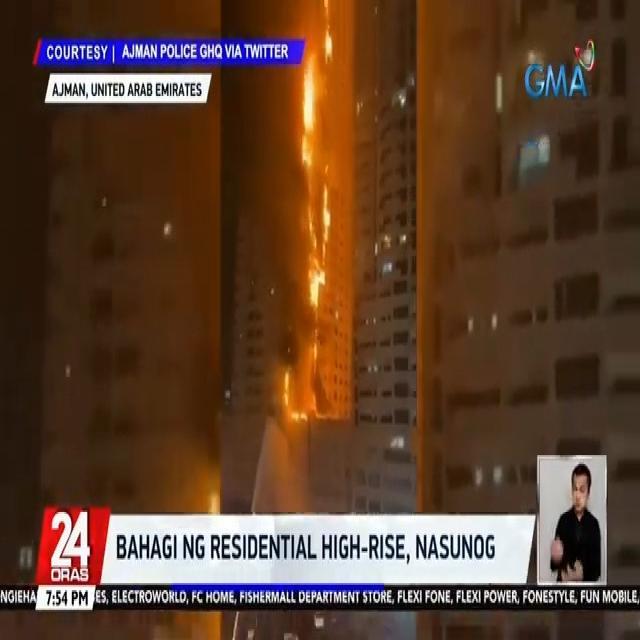 COURTESY | AJMAN POLICE GHQ VIA TWITTER
GMA
AJMAN, UNITED ARAB EMIRATES
24
ORAS
BAHAGI NG RESIDENTIAL HIGH-RISE, NASUNOG
7:54 PM
ELECTROWORLD, FC HOME, FISHERMALL DEPARTMENT STORE, FLEXI FONE, FLEXI POWER, FONESTYLE, FUN MOBILE,